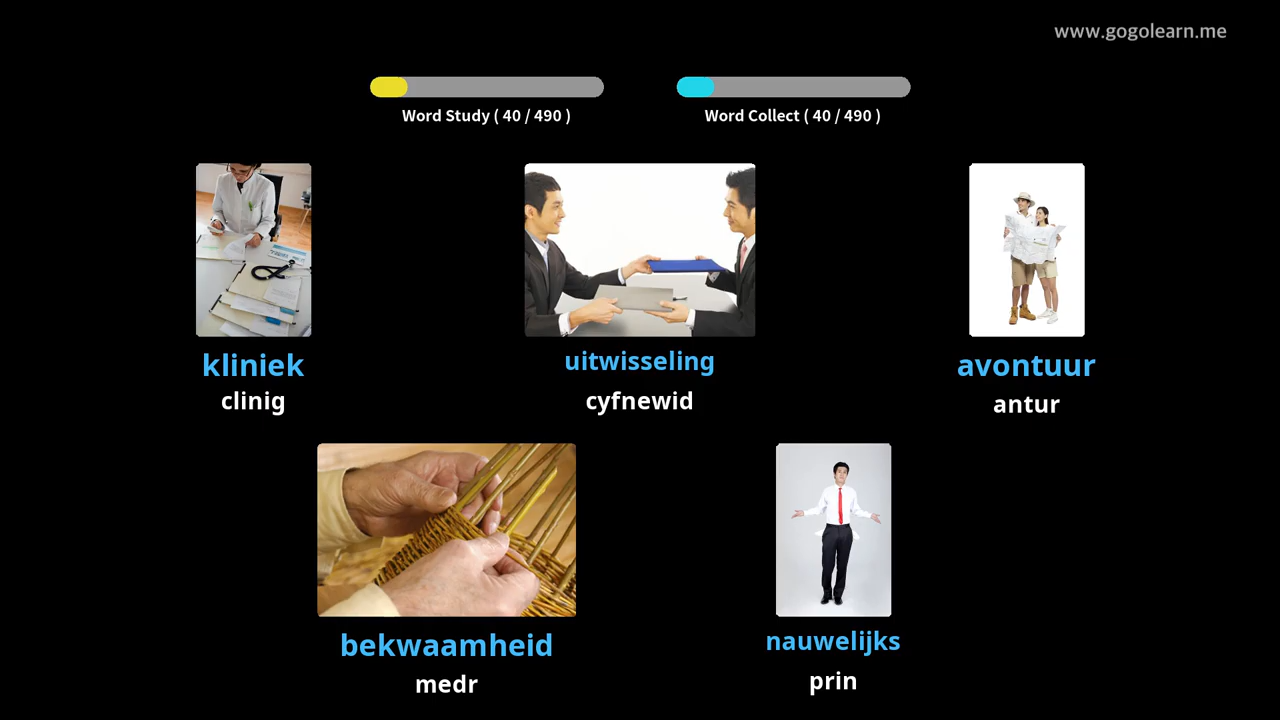 www.gogolearn.me
Word Study ( 40 / 490 )
Word Collect ( 40 / 490 )
kliniek
clinig
uitwisseling
cyfnewid
avontuur
antur
bekwaamheid
medr
nauwelijks
prin